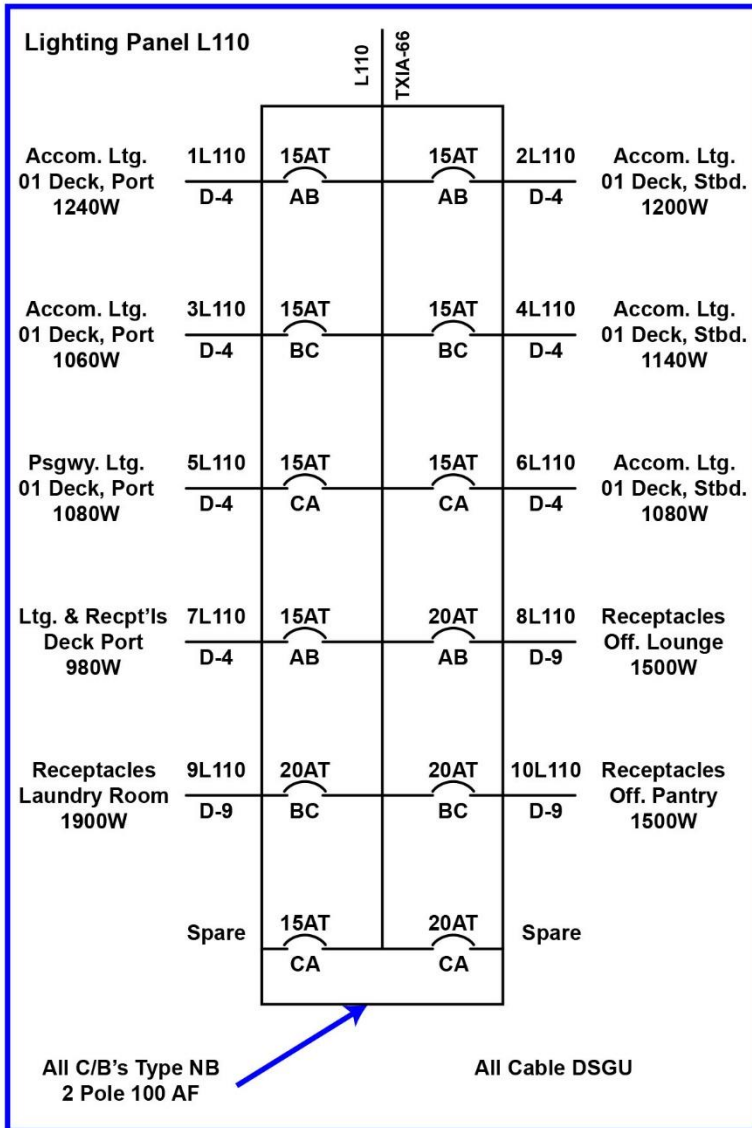 Lighting Panel L110
L110
TXIA-66
Accom. Ltg.
01 Deck, Port
1240W
1L110
D-4
15AT
AB
15AT
AB
2L110
D-4
Accom. Ltg.
01 Deck, Stbd.
1200W
Accom. Ltg.
01 Deck, Port
1060W
3L110
D-4
15AT
BC
15AT
BC
4L110
D-4
Accom. Ltg.
01 Deck, Stbd.
1140W
Psgwy. Ltg.
01 Deck, Port
1080W
5L110
D-4
15AT
CA
15AT
CA
6L110
D-4
Accom. Ltg.
01 Deck, Stbd.
1080W
Ltg. & Recpt'ls
Deck Port
980W
7L110
D-4
15AT
AB
20AT
AB
8L110
D-9
Receptacles
Off. Lounge
1500W
Receptacles
Laundry Room
1900W
9L110
D-9
20AT
BC
20AT
BC
10L110
D-9
Receptacles
Off. Pantry
1500W
Spare
15AT
CA
20AT
CA
Spare
All C/B's Type NB
2 Pole 100 AF
All Cable DSGU